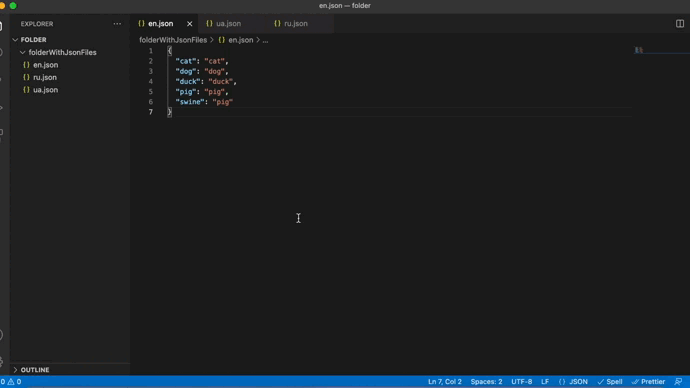 en.json — folder
EXPLORER
FOLDER
folderWithJsonFiles
{} en.json
{} ru.json
{} ua.json
OUTLINE
{} en.json
{} ua.json
{} ru.json
folderWithJsonFiles > {} en.json > ...
1 {
2 "cat": "cat",
3 "dog": "dog",
4 "duck": "duck",
5 "pig": "pig",
6 "swine": "pig"
7 }
0 0
Ln 7, Col 2
Spaces: 2
UTF-8
LF
{} JSON
Spell
Prettier